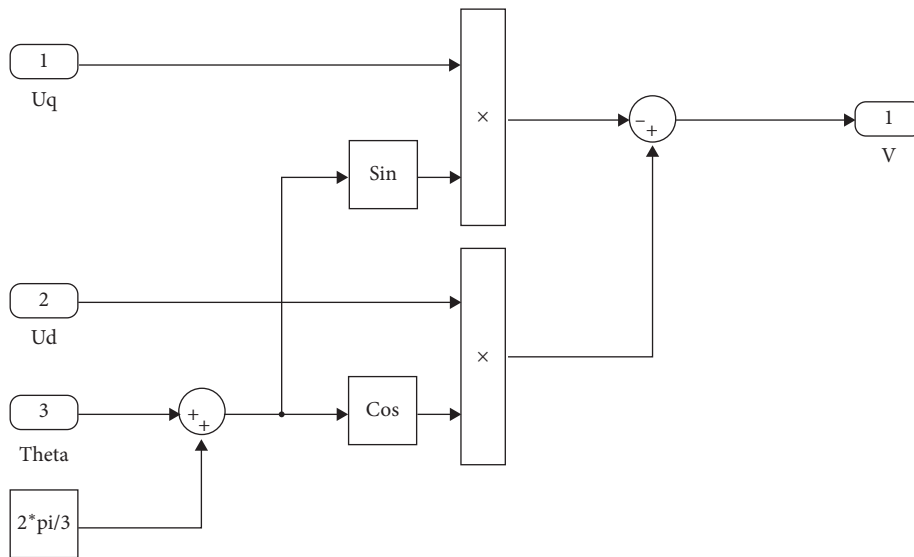 1
Uq
Sin
×
−
+
1
V
2
Ud
×
3
Theta
+
+
Cos
2*pi/3